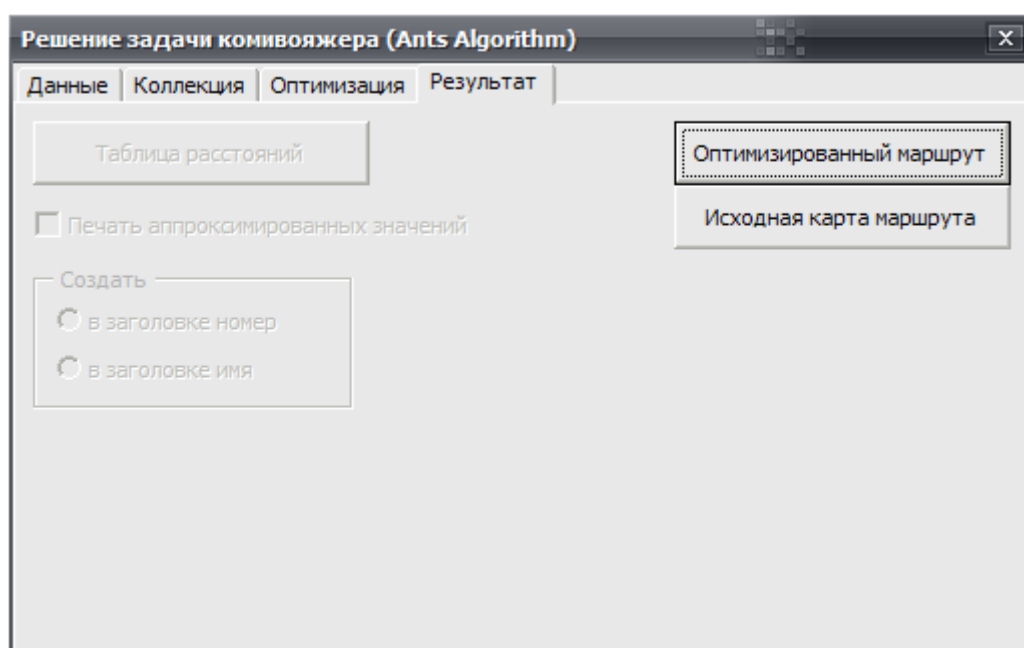 Решение задачи комивояжера (Ants Algorithm)
Данные Коллекция Оптимизация Результат
Таблица расстояний
Оптимизированный маршрут
Исходная карта маршрута
Печать аппроксимированных значений
Создать
в заголовке номер
в заголовке имя